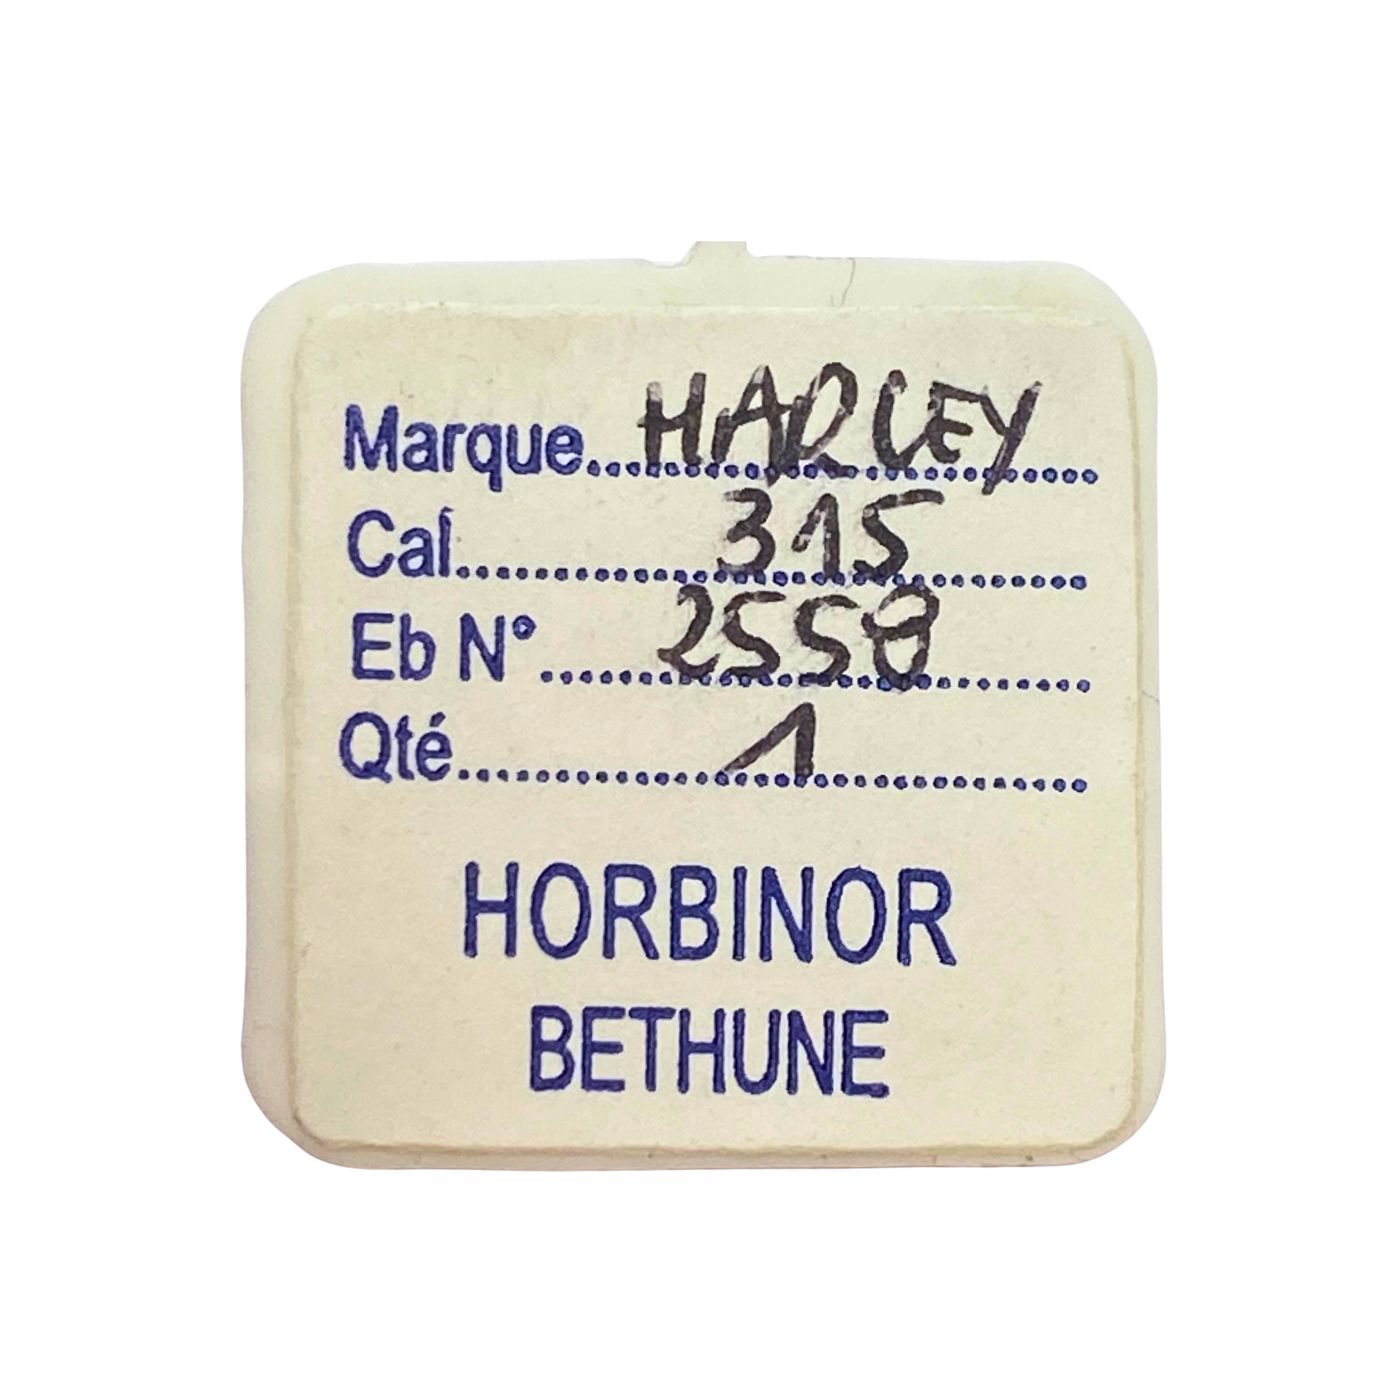 Marque.......HARLEY.......
Cal.......315.......
Eb N°.......2558.......
Qté.......1.......
HORBINOR
BETHUNE